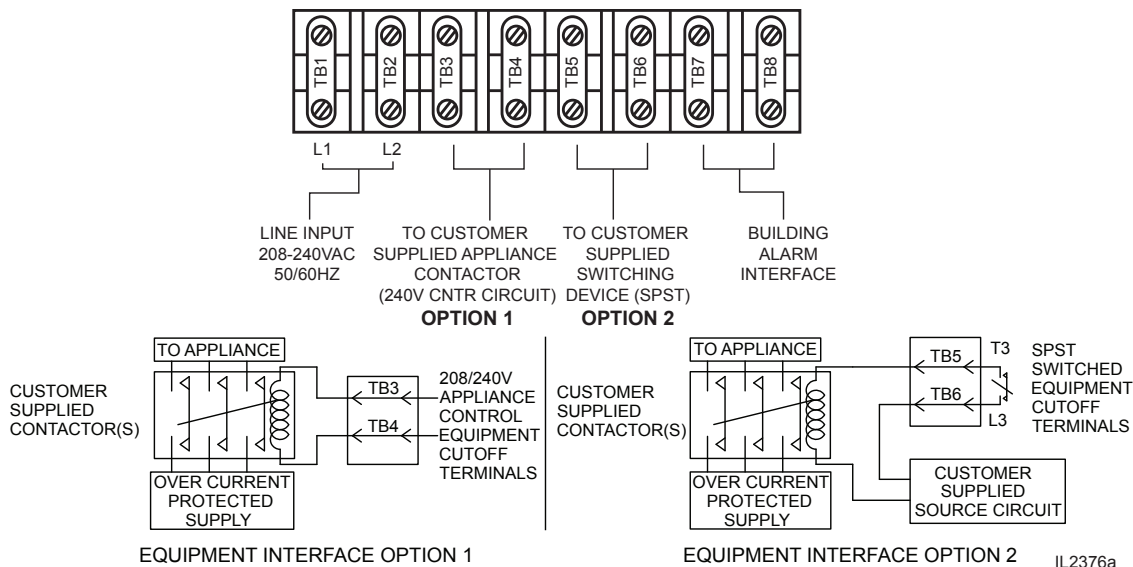 TB1 TB2 TB3 TB4 TB5 TB6 TB7 TB8
L1 L2
LINE INPUT
208-240VAC
50/60HZ
TO CUSTOMER
SUPPLIED APPLIANCE
CONTACTOR
(240V CNTR CIRCUIT)
OPTION 1
TO CUSTOMER
SUPPLIED
SWITCHING
DEVICE (SPST)
OPTION 2
BUILDING
ALARM
INTERFACE
TO APPLIANCE
CUSTOMER
SUPPLIED
CONTACTOR(S)
OVER CURRENT
PROTECTED
SUPPLY
TB3
TB4
208/240V
APPLIANCE
CONTROL
EQUIPMENT
CUTOFF
TERMINALS
EQUIPMENT INTERFACE OPTION 1
TO APPLIANCE
CUSTOMER
SUPPLIED
CONTACTOR(S)
OVER CURRENT
PROTECTED
SUPPLY
TB5
TB6
T3
L3
SPST
SWITCHED
EQUIPMENT
CUTOFF
TERMINALS
CUSTOMER
SUPPLIED
SOURCE CIRCUIT
EQUIPMENT INTERFACE OPTION 2
IL2376a